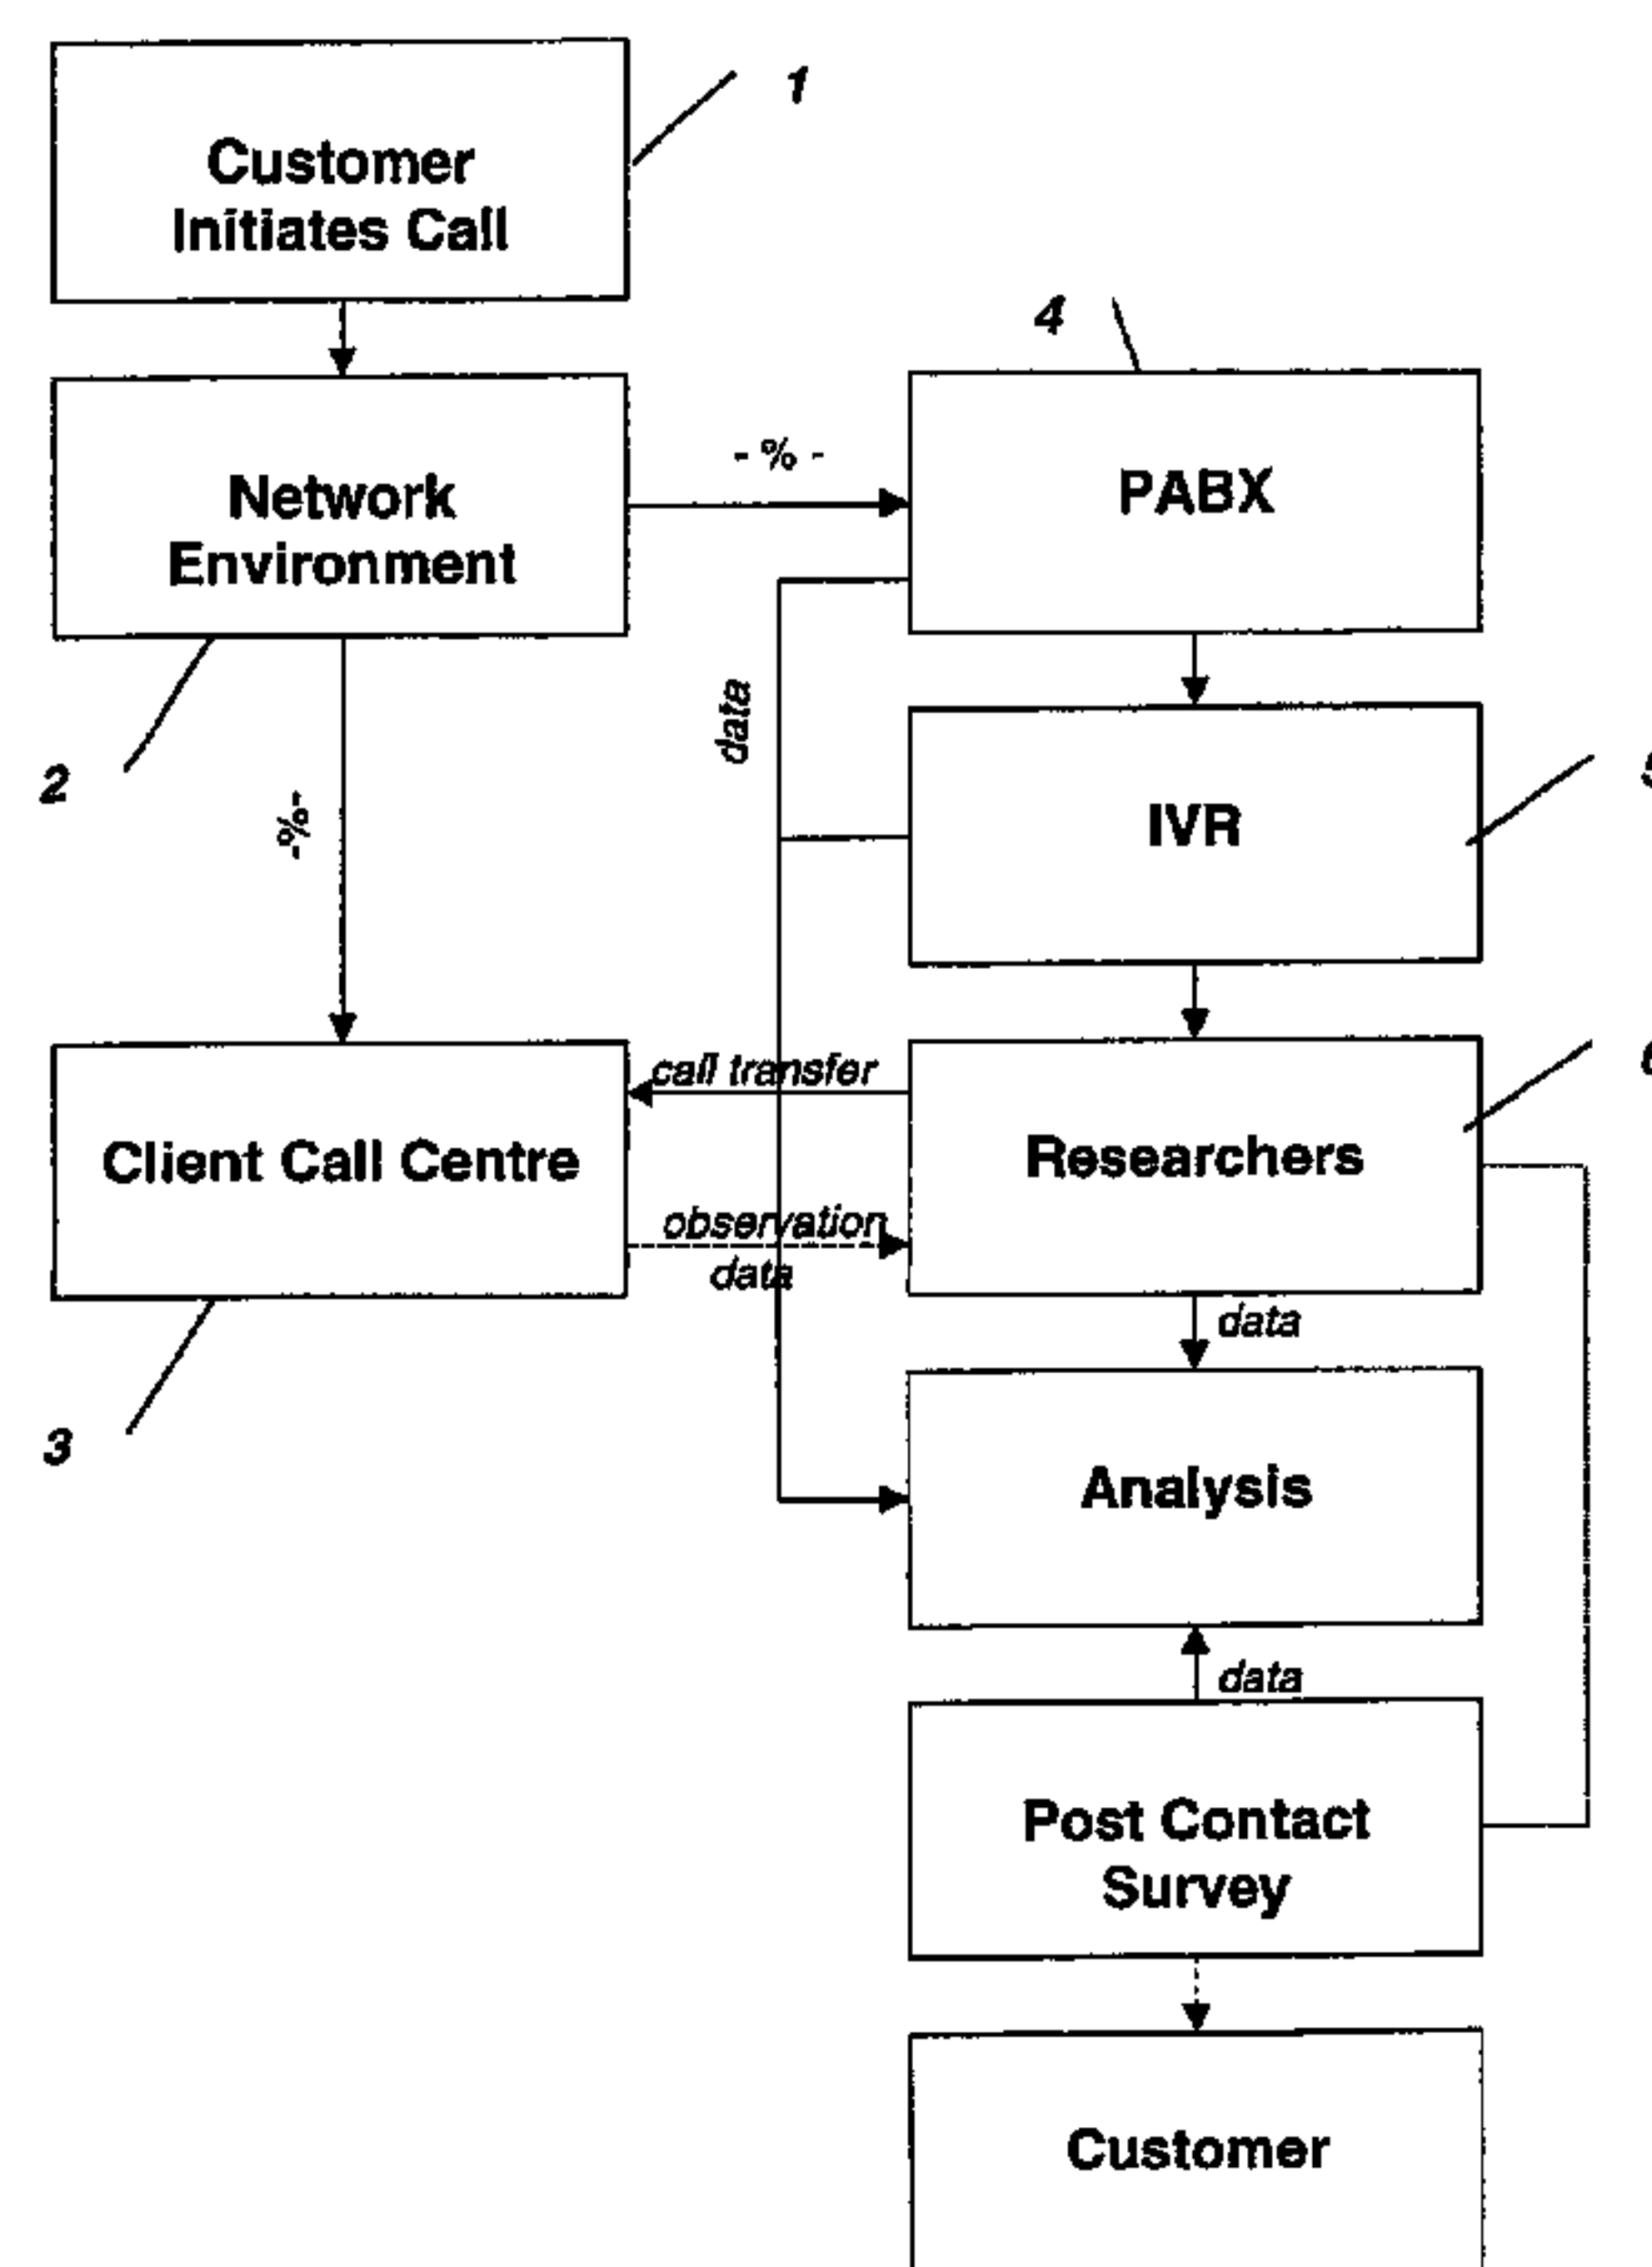 1
Customer
Initiates Call
4
- % -
PABX
Network
Environment
data
2
-%-
IVR
call transfer
Client Call Centre
Researchers
observation
data
data
3
Analysis
data
Post Contact
Survey
Customer